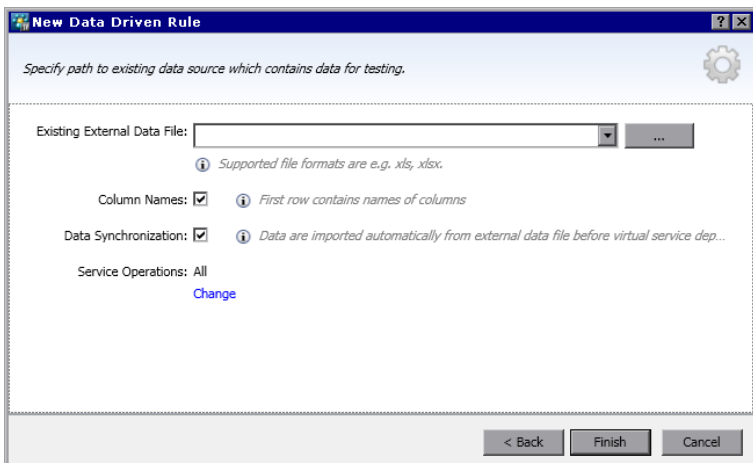 New Data Driven Rule
Specify path to existing data source which contains data for testing.
Existing External Data File:
...
Supported file formats are e.g. xls, xlsx.
Column Names: First row contains names of columns
Data Synchronization: Data are imported automatically from external data file before virtual service dep...
Service Operations: All
Change
< Back Finish Cancel